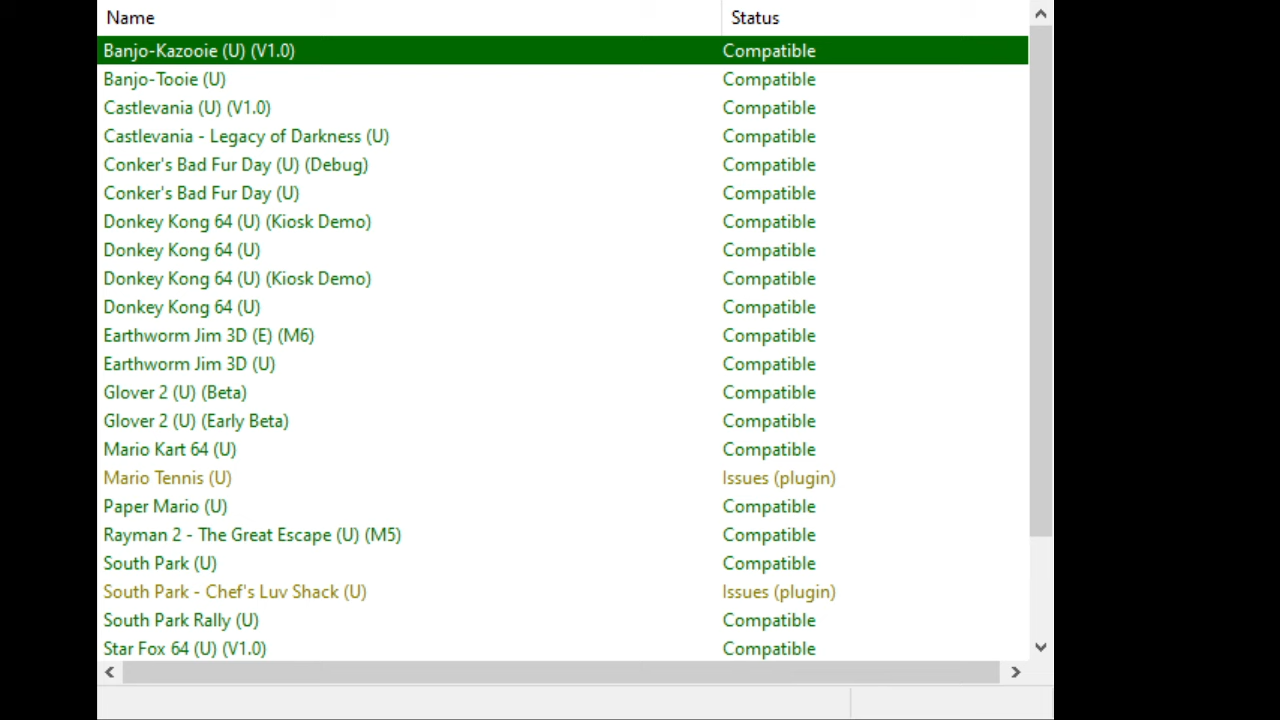 Name Status
Banjo-Kazooie (U) (V1.0) Compatible
Banjo-Tooie (U) Compatible
Castlevania (U) (V1.0) Compatible
Castlevania - Legacy of Darkness (U) Compatible
Conker's Bad Fur Day (U) (Debug) Compatible
Conker's Bad Fur Day (U) Compatible
Donkey Kong 64 (U) (Kiosk Demo) Compatible
Donkey Kong 64 (U) Compatible
Donkey Kong 64 (U) (Kiosk Demo) Compatible
Donkey Kong 64 (U) Compatible
Earthworm Jim 3D (E) (M6) Compatible
Earthworm Jim 3D (U) Compatible
Glover 2 (U) (Beta) Compatible
Glover 2 (U) (Early Beta) Compatible
Mario Kart 64 (U) Compatible
Mario Tennis (U) Issues (plugin)
Paper Mario (U) Compatible
Rayman 2 - The Great Escape (U) (M5) Compatible
South Park (U) Compatible
South Park - Chef's Luv Shack (U) Issues (plugin)
South Park Rally (U) Compatible
Star Fox 64 (U) (V1.0) Compatible